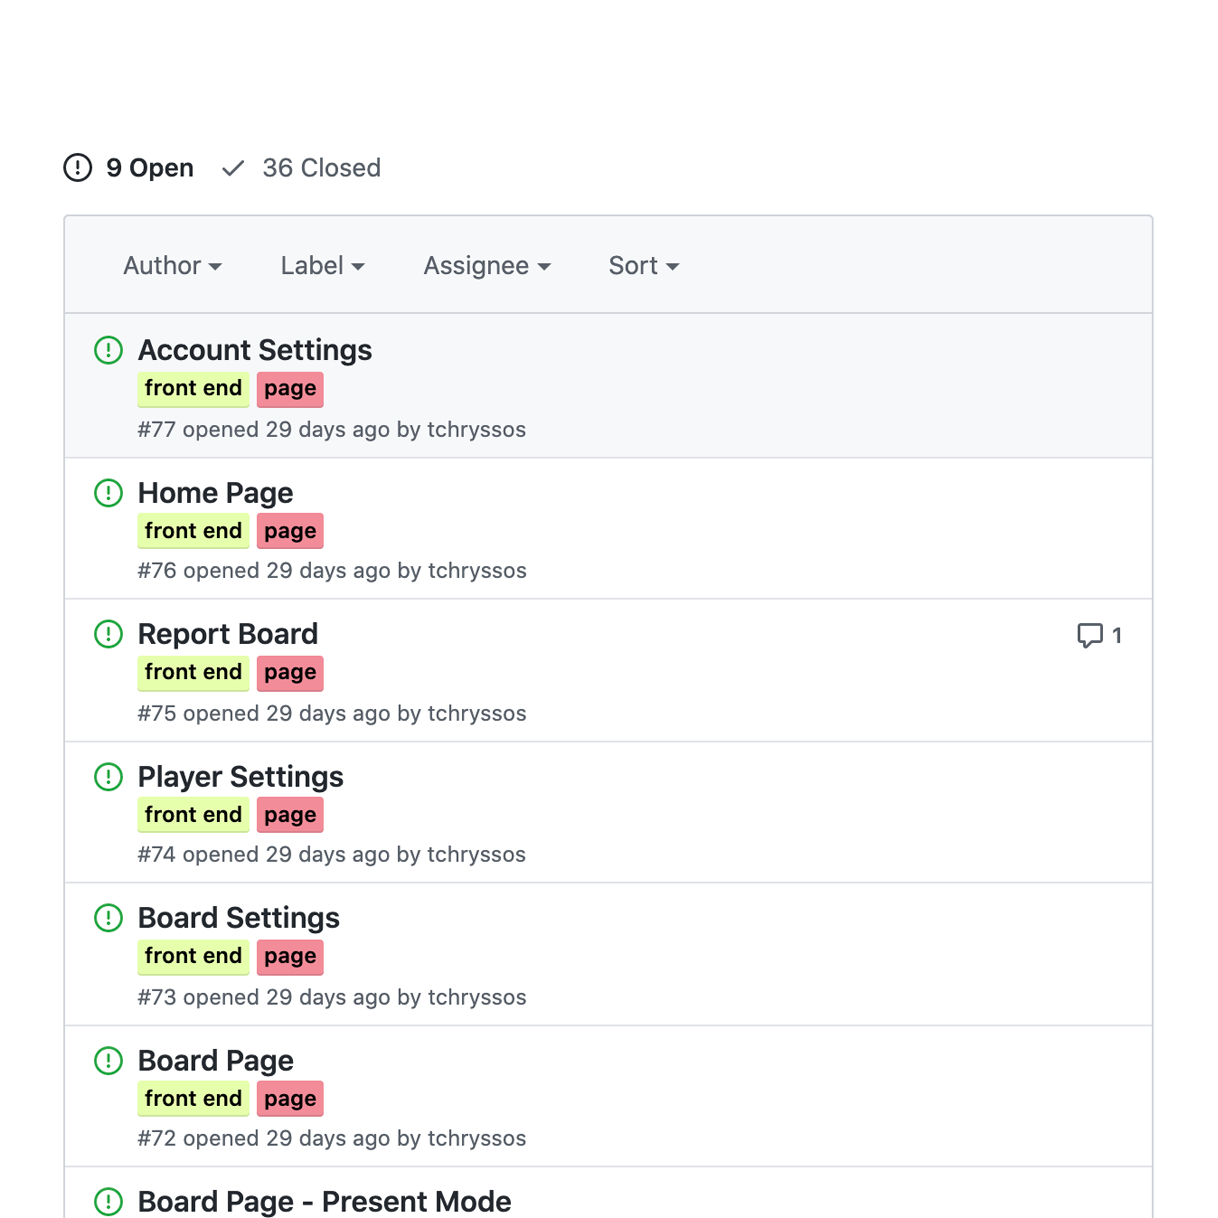 9 Open 36 Closed
Author Label Assignee Sort
Account Settings
front end page
#77 opened 29 days ago by tchryssos
Home Page
front end page
#76 opened 29 days ago by tchryssos
Report Board 1
front end page
#75 opened 29 days ago by tchryssos
Player Settings
front end page
#74 opened 29 days ago by tchryssos
Board Settings
front end page
#73 opened 29 days ago by tchryssos
Board Page
front end page
#72 opened 29 days ago by tchryssos
Board Page - Present Mode